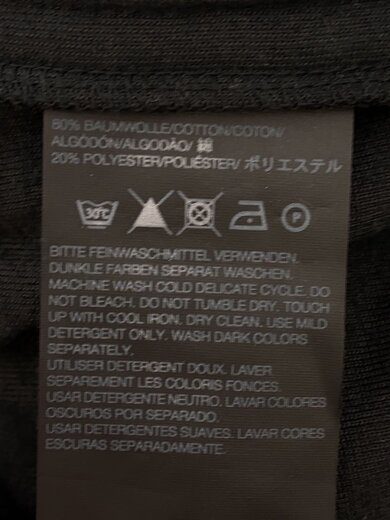 80% BAUMWOLLE/COTTON/COTON/
ALGODÓN/ALGODÃO/ 綿
20% POLYESTER/POLIÉSTER/ ポリエステル
30°C P
BITTE FEINWASCHMITTEL VERWENDEN.
DUNKLE FARBEN SEPARAT WASCHEN.
MACHINE WASH COLD DELICATE CYCLE. DO
NOT BLEACH. DO NOT TUMBLE DRY. TOUCH
UP WITH COOL IRON. DRY CLEAN. USE MILD
DETERGENT ONLY. WASH DARK COLORS
SEPARATELY.
UTILISER DETERGENT DOUX. LAVER
SEPAREMENT LES COLORIS FONCES.
USAR DETERGENTE NEUTRO. LAVAR COLORES
OSCUROS POR SEPARADO.
USAR DETERGENTES SUAVES. LAVAR CORES
ESCURAS SEPARADAMENTE.